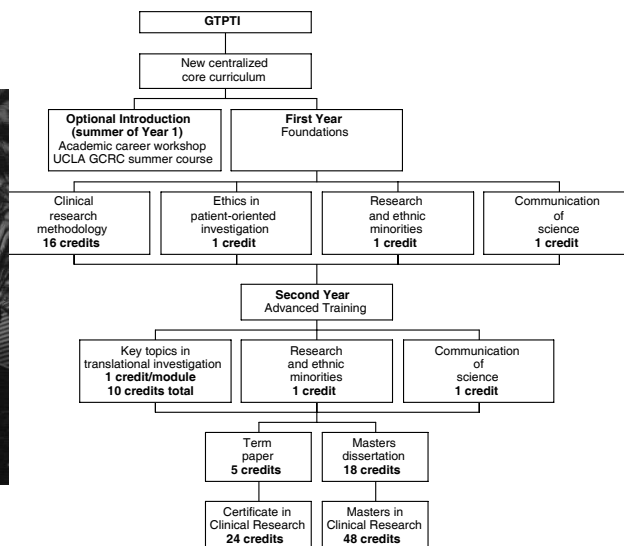 GTPTI
New centralized
core curriculum
Optional Introduction
(summer of Year 1)
Academic career workshop
UCLA GCRC summer course
First Year
Foundations
Clinical
research
methodology
16 credits
Ethics in
patient-oriented
investigation
1 credit
Research
and ethnic
minorities
1 credit
Communication
of
science
1 credit
Second Year
Advanced Training
Key topics in
translational investigation
1 credit/module
10 credits total
Research
and ethnic
minorities
1 credit
Communication
of
science
1 credit
Term
paper
5 credits
Masters
dissertation
18 credits
Certificate in
Clinical Research
24 credits
Masters in
Clinical Research
48 credits